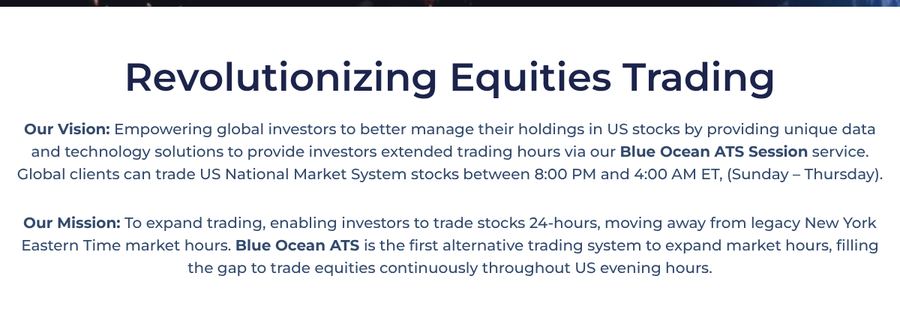 Revolutionizing Equities Trading
Our Vision: Empowering global investors to better manage their holdings in US stocks by providing unique data
and technology solutions to provide investors extended trading hours via our Blue Ocean ATS Session service.
Global clients can trade US National Market System stocks between 8:00 PM and 4:00 AM ET, (Sunday – Thursday).
Our Mission: To expand trading, enabling investors to trade stocks 24-hours, moving away from legacy New York
Eastern Time market hours. Blue Ocean ATS is the first alternative trading system to expand market hours, filling
the gap to trade equities continuously throughout US evening hours.